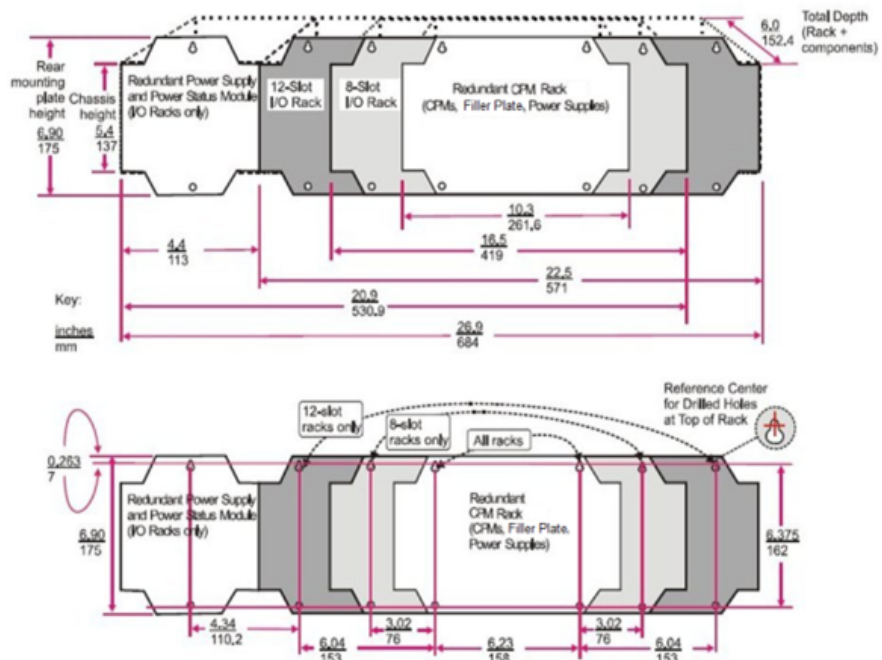 6.0
152.4
Total Depth
(Rack +
components)
Rear
mounting
plate
height
6.90
175
Chassis
height
5.4
137
Redundant Power Supply
and Power Status Module
(I/O Racks only)
12-Slot
I/O Rack
8-Slot
I/O Rack
Redundant CPM Rack
(CPMs, Filler Plate, Power Supplies)
10.3
261.6
4.4
113
16.5
419
22.5
571
20.9
530.9
26.9
684
Key:
inches
mm
12-slot
racks only
8-slot
racks only
All racks
Reference Center
for Drilled Holes
at Top of Rack
0.263
7
Redundant Power Supply
and Power Status Module
(I/O Racks only)
Redundant
CPM Rack
(CPMs, Filler Plate,
Power Supplies)
6.90
175
6.375
162
4.34
110.2
3.02
76
3.02
76
6.04
153
6.23
158
6.04
153